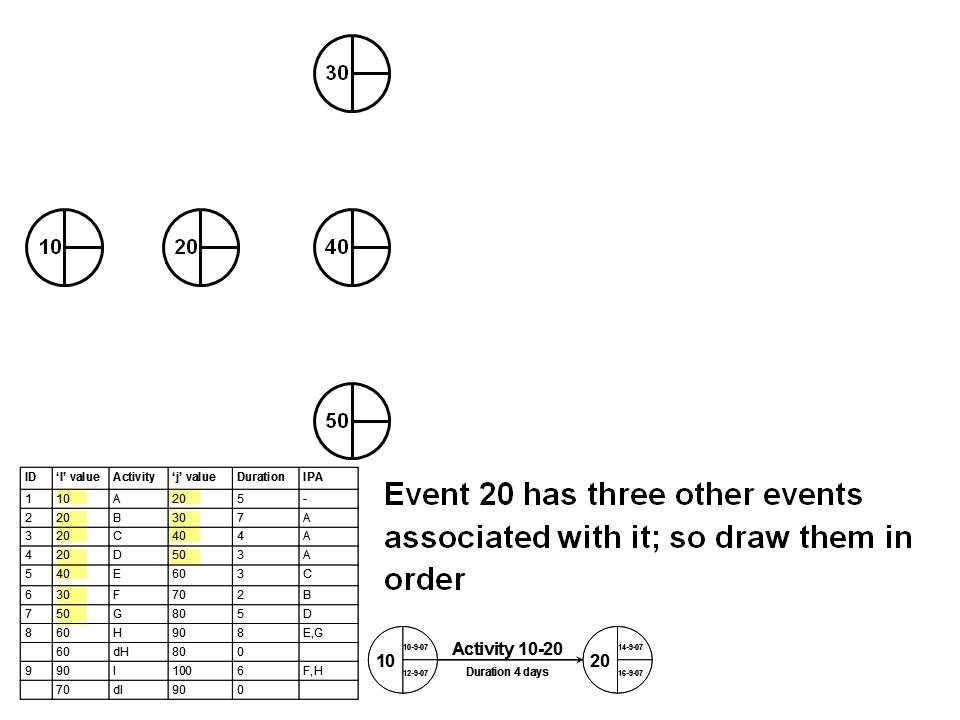 30
10 20 40
50
ID ‘I’ value Activity ‘j’ value Duration IPA
1 10 A 20 5 -
2 20 B 30 7 A
3 20 C 40 4 A
4 20 D 50 3 A
5 40 E 60 3 C
6 30 F 70 2 B
7 50 G 80 5 D
8 60 H 90 8 E,G
60 dH 80 0
9 90 I 100 6 F,H
70 dI 90 0
Event 20 has three other events
associated with it; so draw them in
order
10 10-9-07 12-9-07
Activity 10-20
Duration 4 days
20 14-9-07 16-9-07